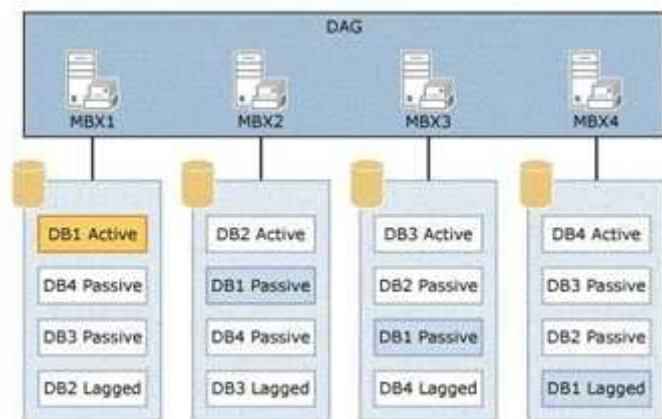 DAG
MBX1 MBX2 MBX3 MBX4
DB1 Active DB2 Active DB3 Active DB4 Active
DB4 Passive DB1 Passive DB2 Passive DB3 Passive
DB3 Passive DB4 Passive DB1 Passive DB2 Passive
DB2 Lagged DB3 Lagged DB4 Lagged DB1 Lagged